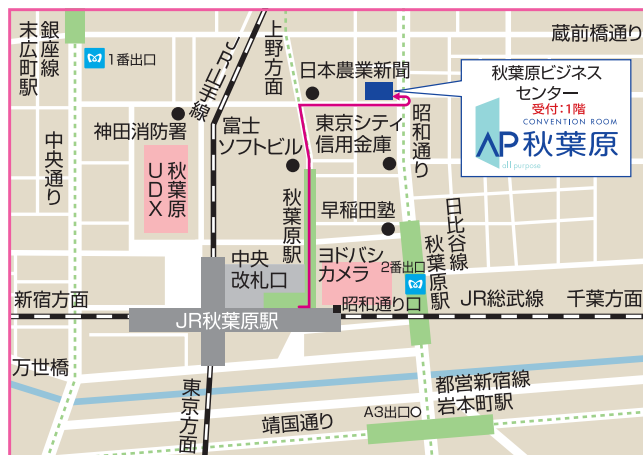 銀座線
末広町駅
1番出口
JR山手線
上野方面
日本農業新聞
蔵前橋通り
秋葉原ビジネス
センター
受付：1階
CONVENTION ROOM
AP秋葉原
all purpose
神田消防署
富士
ソフトビル
東京シティ
信用金庫
昭和通り
中央通り
秋葉原
UDX
秋葉原駅
早稲田塾
日比谷線
秋葉原駅
中央
改札口
ヨドバシ
カメラ
2番出口
新宿方面
昭和通り口
JR総武線
千葉方面
JR秋葉原駅
万世橋
東京方面
都営新宿線
岩本町駅
A3出口
靖国通り